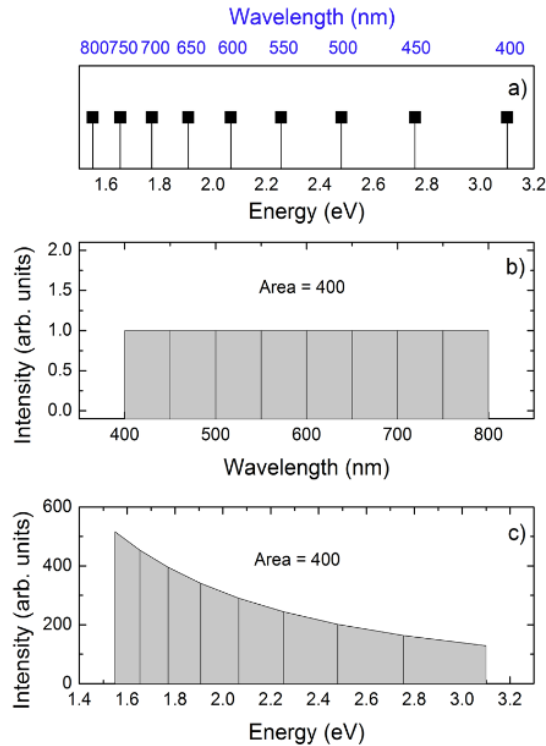 Wavelength (nm)
800 750 700 650 600 550 500 450 400
a)
1.6 1.8 2.0 2.2 2.4 2.6 2.8 3.0 3.2
Energy (eV)
b)
Intensity (arb. units)
2.0
1.5
1.0
0.5
0.0
Area = 400
400 500 600 700 800
Wavelength (nm)
c)
Intensity (arb. units)
600
400
200
0
Area = 400
1.4 1.6 1.8 2.0 2.2 2.4 2.6 2.8 3.0 3.2
Energy (eV)